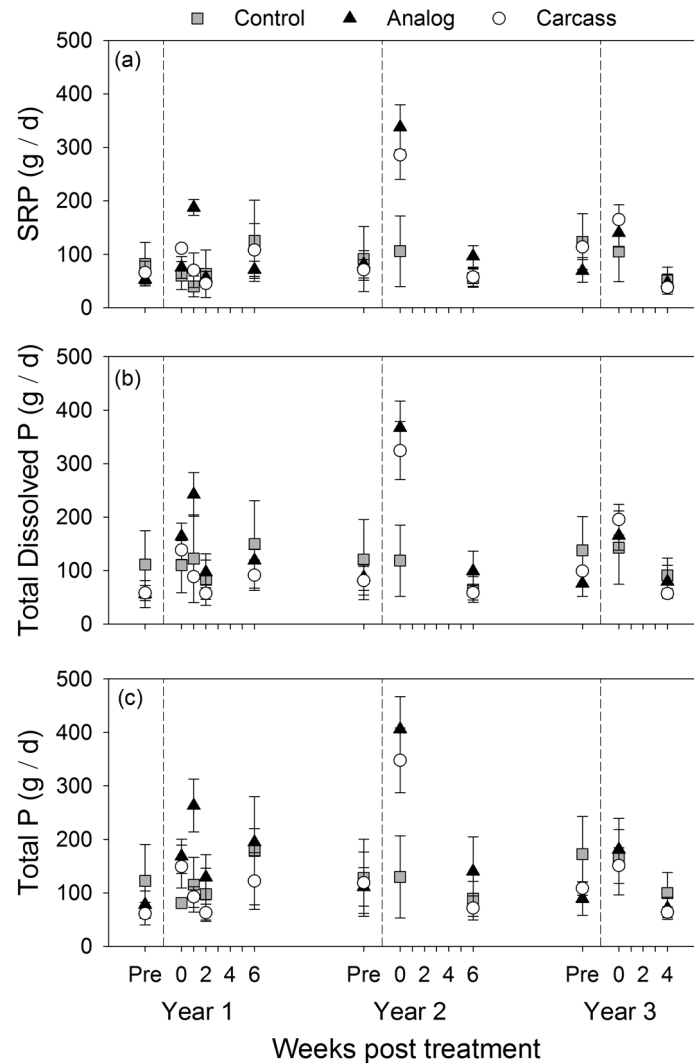 Control Analog Carcass
(a)
SRP (g / d)
500
400
300
200
100
0
(b)
Total Dissolved P (g / d)
500
400
300
200
100
0
(c)
Total P (g / d)
500
400
300
200
100
0
Pre 0 2 4 6 Pre 0 2 4 6 Pre 0 2 4
Year 1 Year 2 Year 3
Weeks post treatment